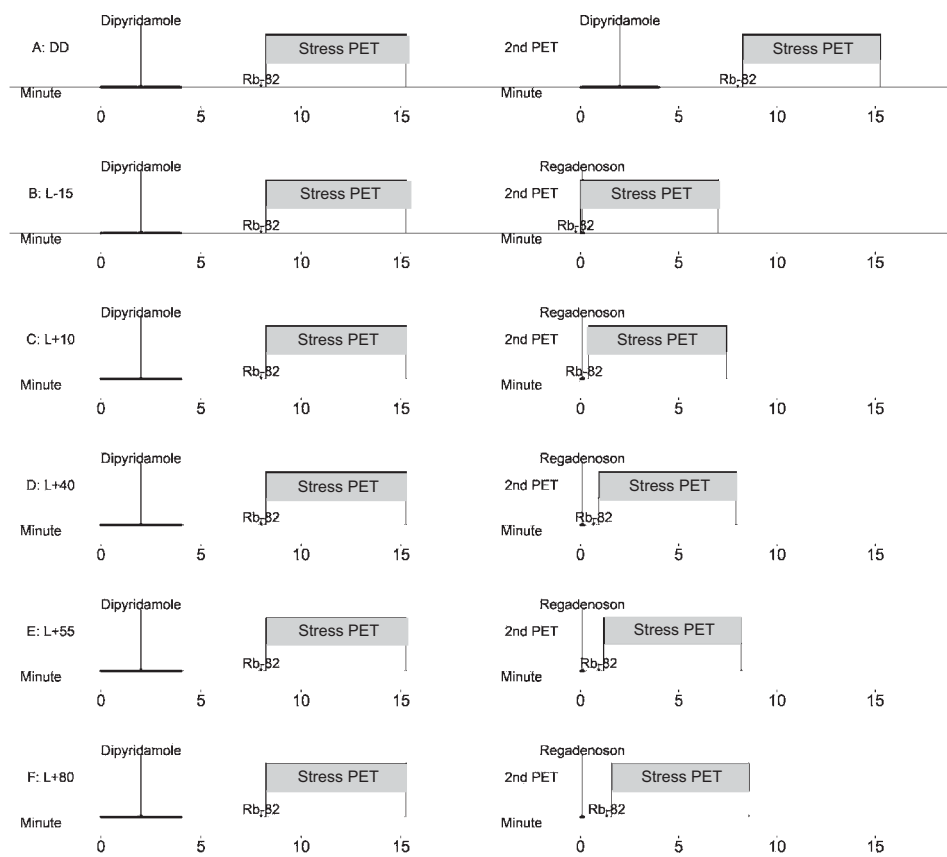 Dipyridamole Dipyridamole
A: DD Stress PET 2nd PET Stress PET
Rb-82 Rb-82
Minute Minute
0 5 10 15 0 5 10 15
Dipyridamole Regadenoson
B: L-15 Stress PET 2nd PET Stress PET
Rb-82 Rb-82
Minute Minute
0 5 10 15 0 5 10 15
Dipyridamole Regadenoson
C: L+10 Stress PET 2nd PET Stress PET
Rb-82 Rb-82
Minute Minute
0 5 10 15 0 5 10 15
Dipyridamole Regadenoson
D: L+40 Stress PET 2nd PET Stress PET
Rb-82 Rb-82
Minute Minute
0 5 10 15 0 5 10 15
Dipyridamole Regadenoson
E: L+55 Stress PET 2nd PET Stress PET
Rb-82 Rb-82
Minute Minute
0 5 10 15 0 5 10 15
Dipyridamole Regadenoson
F: L+80 Stress PET 2nd PET Stress PET
Rb-82 Rb-82
Minute Minute
0 5 10 15 0 5 10 15